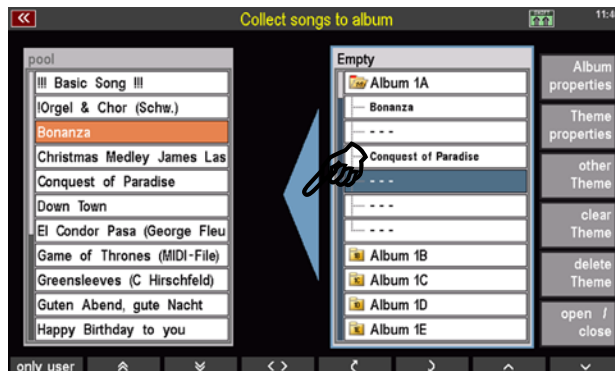 Collect songs to album
11:4
pool
!!! Basic Song !!!
!Orgel & Chor (Schw.)
Bonanza
Christmas Medley James Las
Conquest of Paradise
Down Town
El Condor Pasa (George Fleu
Game of Thrones (MIDI-File)
Greensleeves (C Hirschfeld)
Guten Abend, gute Nacht
Happy Birthday to you
Empty
Album 1A
Bonanza
- - -
Conquest of Paradise
- - -
- - -
- - -
Album 1B
Album 1C
Album 1D
Album 1E
Album
properties
Theme
properties
other
Theme
clear
Theme
delete
Theme
open /
close
only user